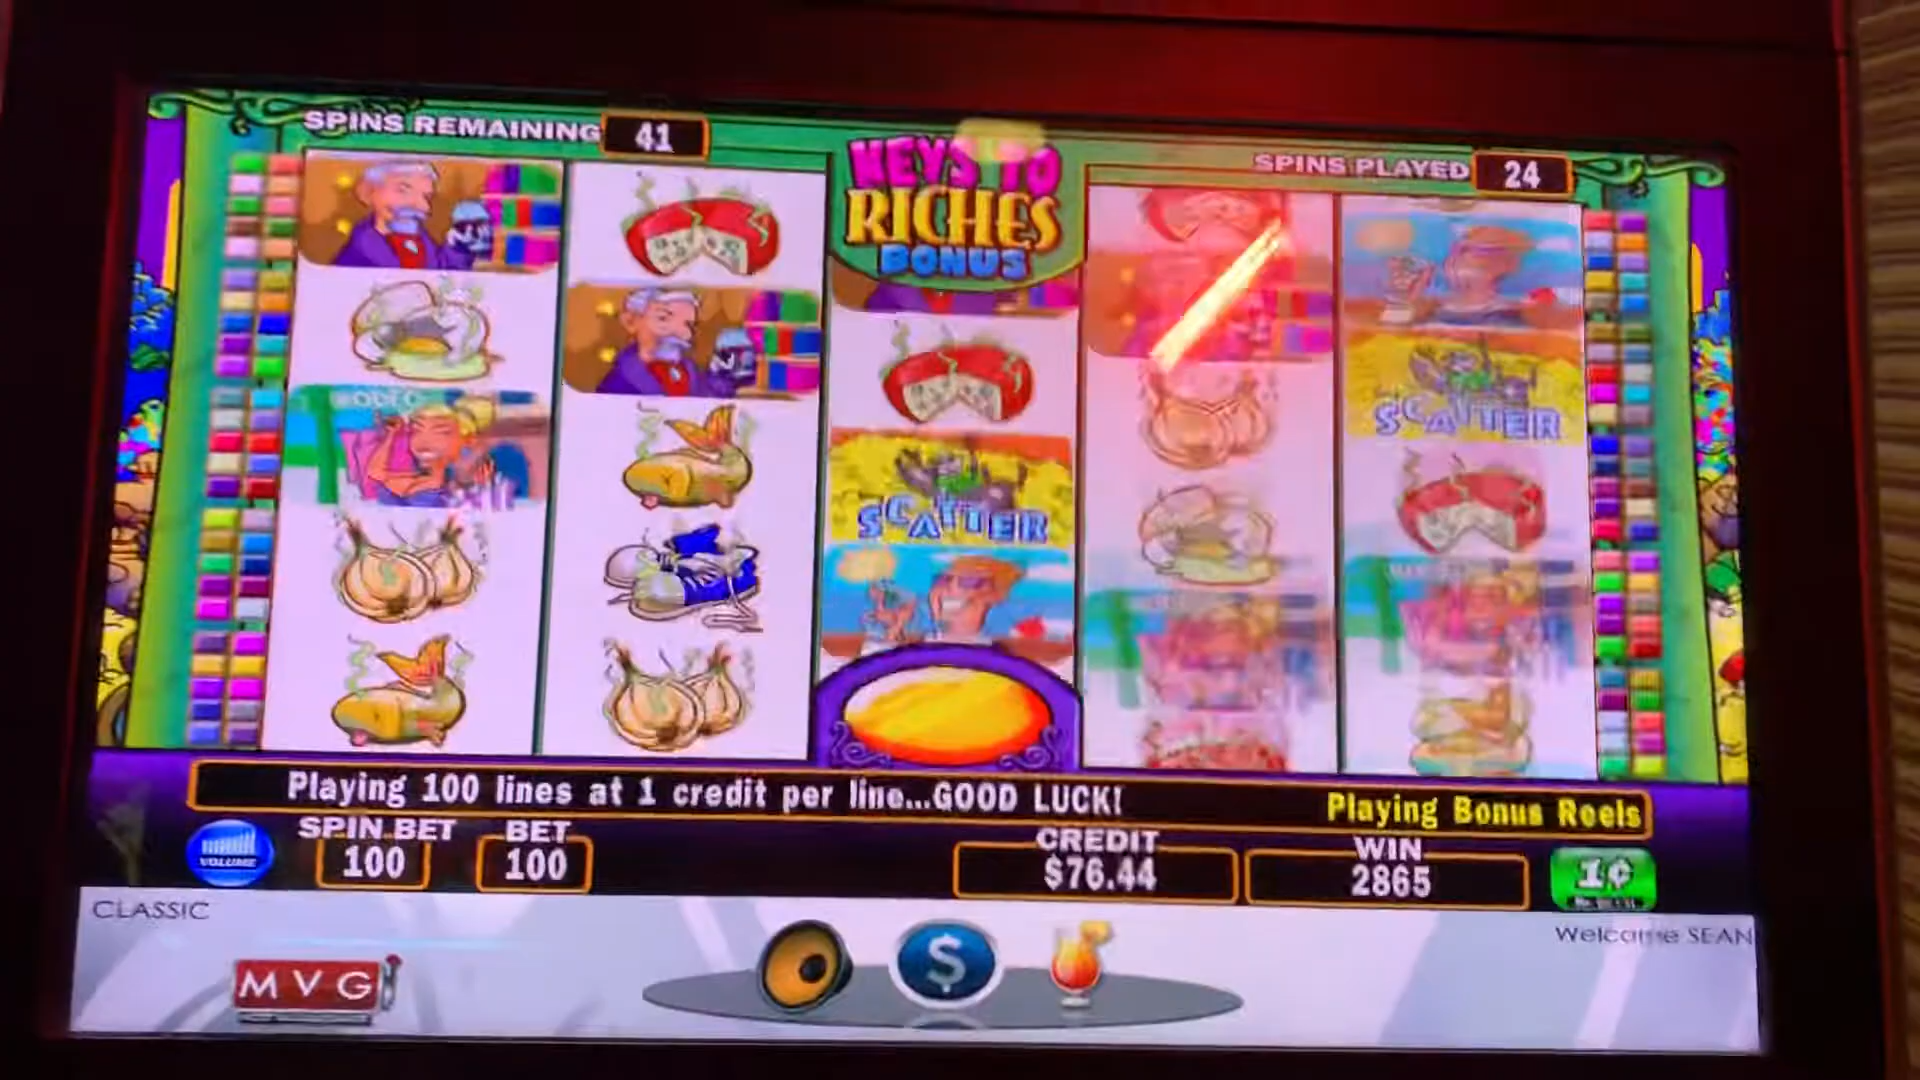 SPINS REMAINING 41
SPINS PLAYED 24
KEYS TO
RICHES
BONUS
RODEO
SCATTER
SCATTER
Playing 100 lines at 1 credit per line...GOOD LUCK!
Playing Bonus Reels
VOLUME
SPIN BET
100
BET
100
CREDIT
$76.44
WIN
2865
1¢
CLASSIC
Welcome SEAN
MVG
$